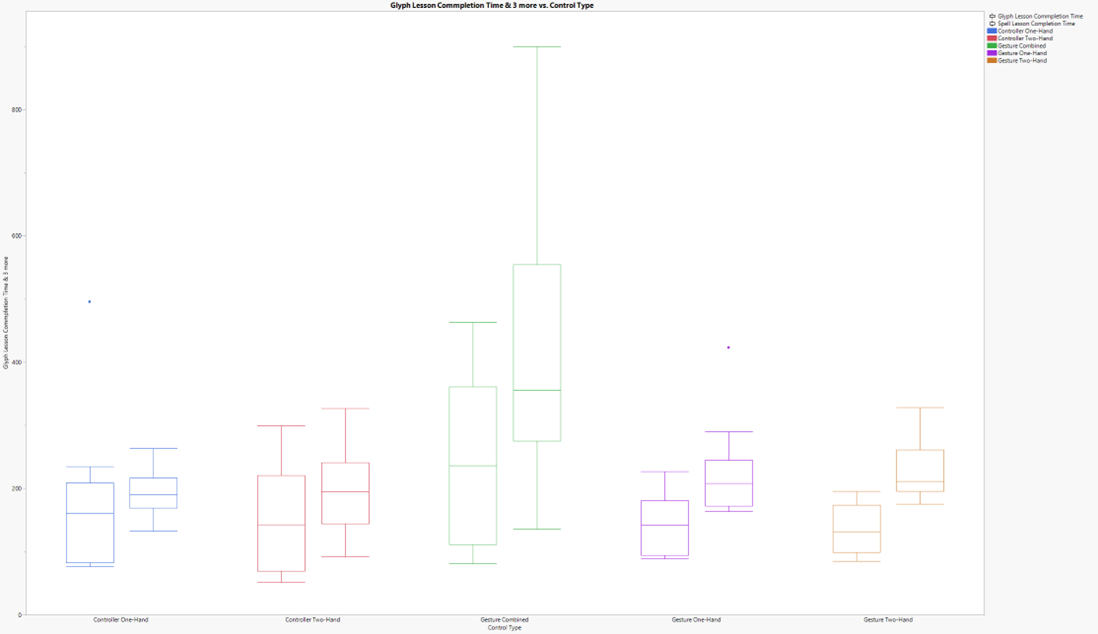 Glyph Lesson Commpletion Time & 3 more vs. Control Type
Glyph Lesson Commpletion Time
Spell Lesson Completion Time
Controller One-Hand
Controller Two-Hand
Gesture Combined
Gesture One-Hand
Gesture Two-Hand
Glyph Lesson Commpletion Time & 3 more
800
600
400
200
0
Controller One-Hand
Controller Two-Hand
Gesture Combined
Gesture One-Hand
Gesture Two-Hand
Control Type